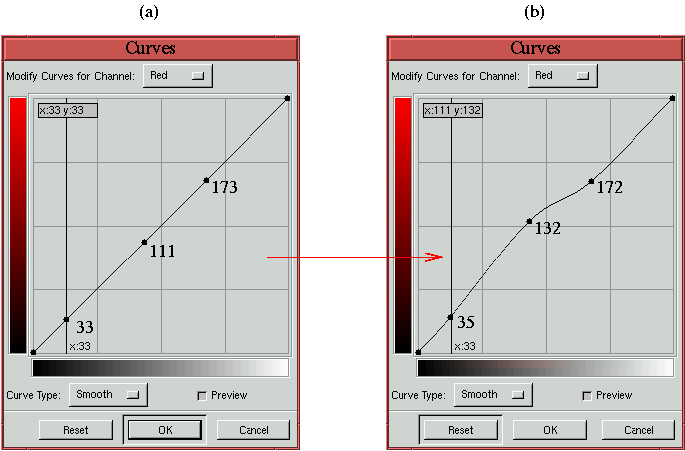 (a)
Curves
Modify Curves for Channel: Red
x:33 y:33
173
111
33
x:33
Curve Type: Smooth Preview
Reset OK Cancel
(b)
Curves
Modify Curves for Channel: Red
x:111 y:132
172
132
35
x:33
Curve Type: Smooth Preview
Reset OK Cancel